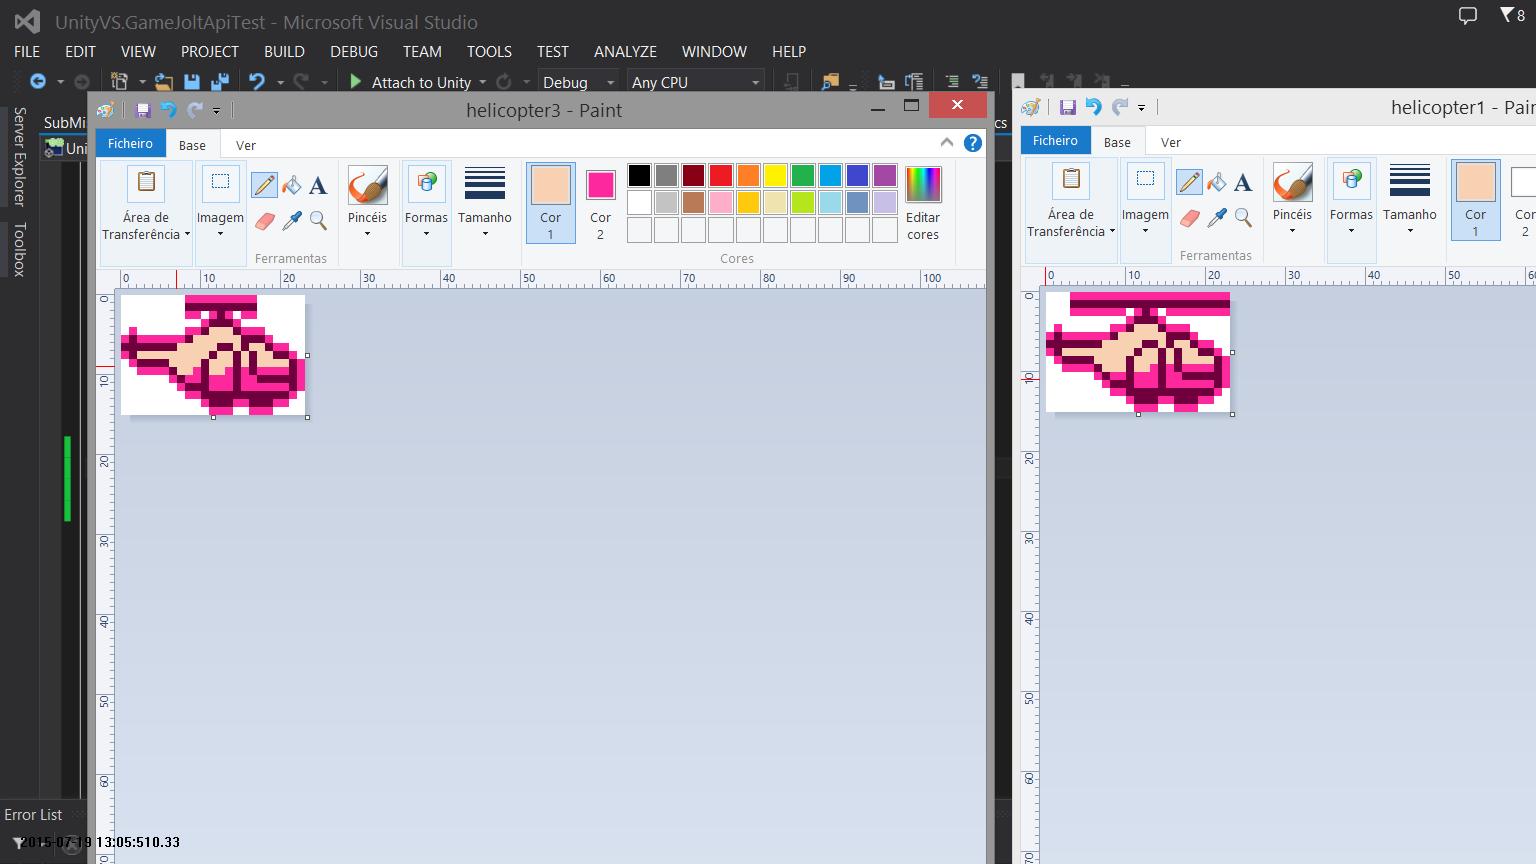 UnityVS.GameJoltApiTest - Microsoft Visual Studio
8
FILE EDIT VIEW PROJECT BUILD DEBUG TEAM TOOLS TEST ANALYZE WINDOW HELP
Attach to Unity Debug Any CPU
Server Explorer
Toolbox
SubMi
Uni
cs
helicopter3 - Paint
Ficheiro Base Ver
Área de Transferência
Imagem
Ferramentas
Pincéis
Formas
Tamanho
Cor 1
Cor 2
Editar cores
Cores
0 10 20 30 40 50 60 70 80 90 100
0
10
20
30
40
50
60
70
helicopter1 - Pain
Ficheiro Base Ver
Área de Transferência
Imagem
Ferramentas
Pincéis
Formas
Tamanho
Cor 1
Cor 2
0 10 20 30 40 50 60
0
10
20
30
40
50
60
70
Error List
2015-07-19 13:05:510.33